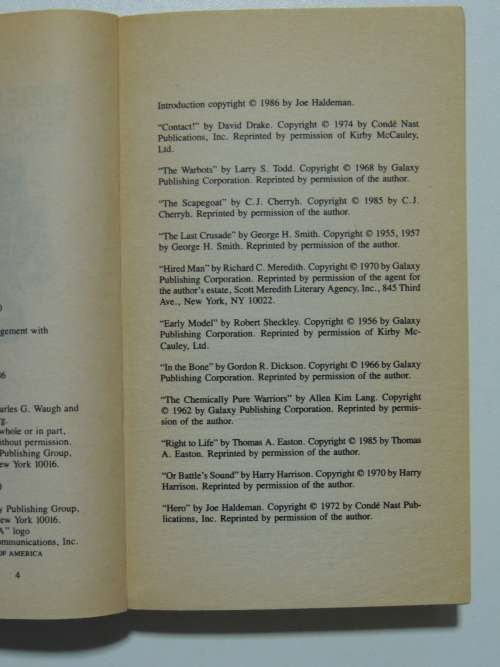 )
gement with
6
arles G. Waugh and
g.
whole or in part,
ithout permission.
Publishing Group,
ew York 10016.
)
y Publishing Group,
ew York 10016.
A" logo
ommunications, Inc.
OF AMERICA
4
Introduction copyright © 1986 by Joe Haldeman.
"Contact!" by David Drake. Copyright © 1974 by Condé Nast
Publications, Inc. Reprinted by permission of Kirby McCauley,
Ltd.
"The Warbots" by Larry S. Todd. Copyright © 1968 by Galaxy
Publishing Corporation. Reprinted by permission of the author.
"The Scapegoat" by C.J. Cherryh. Copyright © 1985 by C.J.
Cherryh. Reprinted by permission of the author.
"The Last Crusade" by George H. Smith. Copyright © 1955, 1957
by George H. Smith. Reprinted by permission of the author.
"Hired Man" by Richard C. Meredith. Copyright © 1970 by Galaxy
Publishing Corporation. Reprinted by permission of the agent for
the author's estate, Scott Meredith Literary Agency, Inc., 845 Third
Ave., New York, NY 10022.
"Early Model" by Robert Sheckley. Copyright © 1956 by Galaxy
Publishing Corporation. Reprinted by permission of Kirby Mc-
Cauley, Ltd.
"In the Bone" by Gordon R. Dickson. Copyright © 1966 by Galaxy
Publishing Corporation. Reprinted by permission of the author.
"The Chemically Pure Warriors" by Allen Kim Lang. Copyright
© 1962 by Galaxy Publishing Corporation. Reprinted by permis-
sion of the author.
"Right to Life" by Thomas A. Easton. Copyright © 1985 by Thomas
A. Easton. Reprinted by permission of the author.
"Or Battle's Sound" by Harry Harrison. Copyright © 1970 by Harry
Harrison. Reprinted by permission of the author.
"Hero" by Joe Haldeman. Copyright © 1972 by Condé Nast Pub-
lications, Inc. Reprinted by permission of the author.